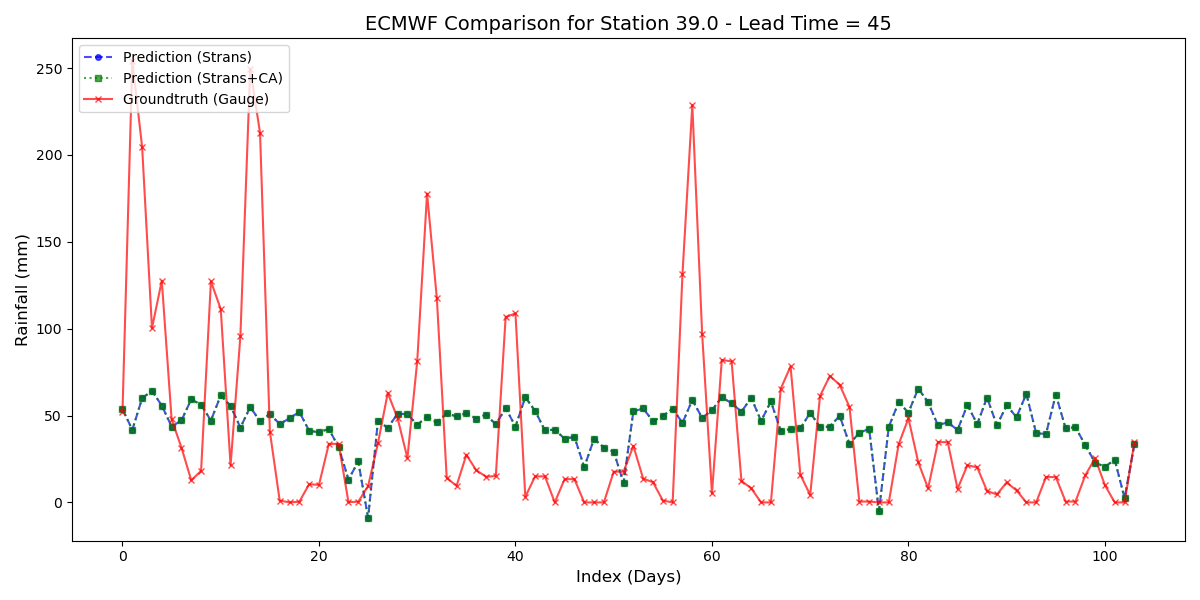 ECMWF Comparison for Station 39.0 - Lead Time = 45
Prediction (Strans)
Prediction (Strans+CA)
Groundtruth (Gauge)
250
200
150
100
50
0
Rainfall (mm)
0 20 40 60 80 100
Index (Days)